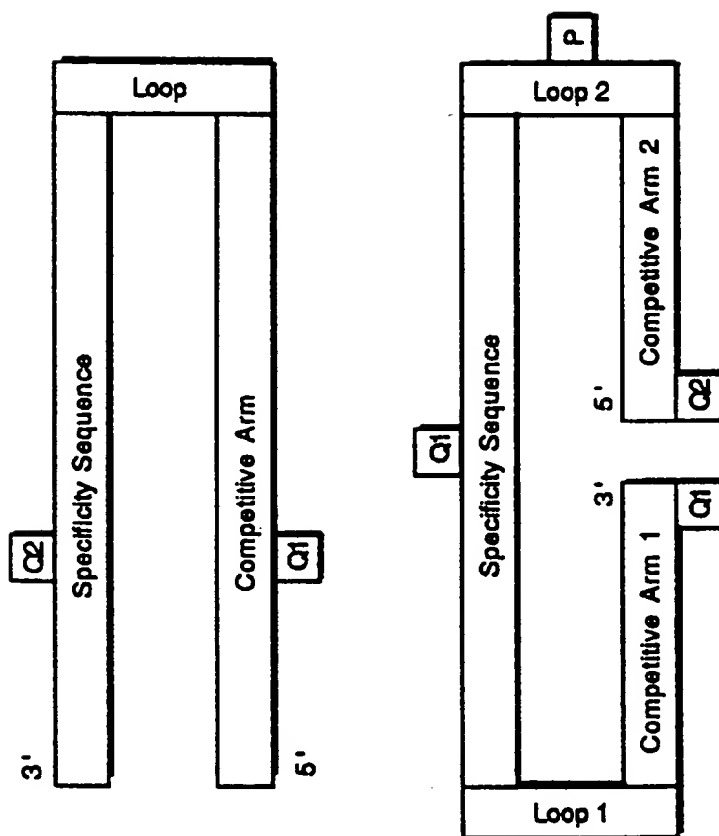 Loop
Specificity Sequence
Q2
Competitive Arm
Q1
3'
5'
P
Loop 2
Q1
Specificity Sequence
Competitive Arm 2
5'
Q2
3'
Q1
Competitive Arm 1
Loop 1